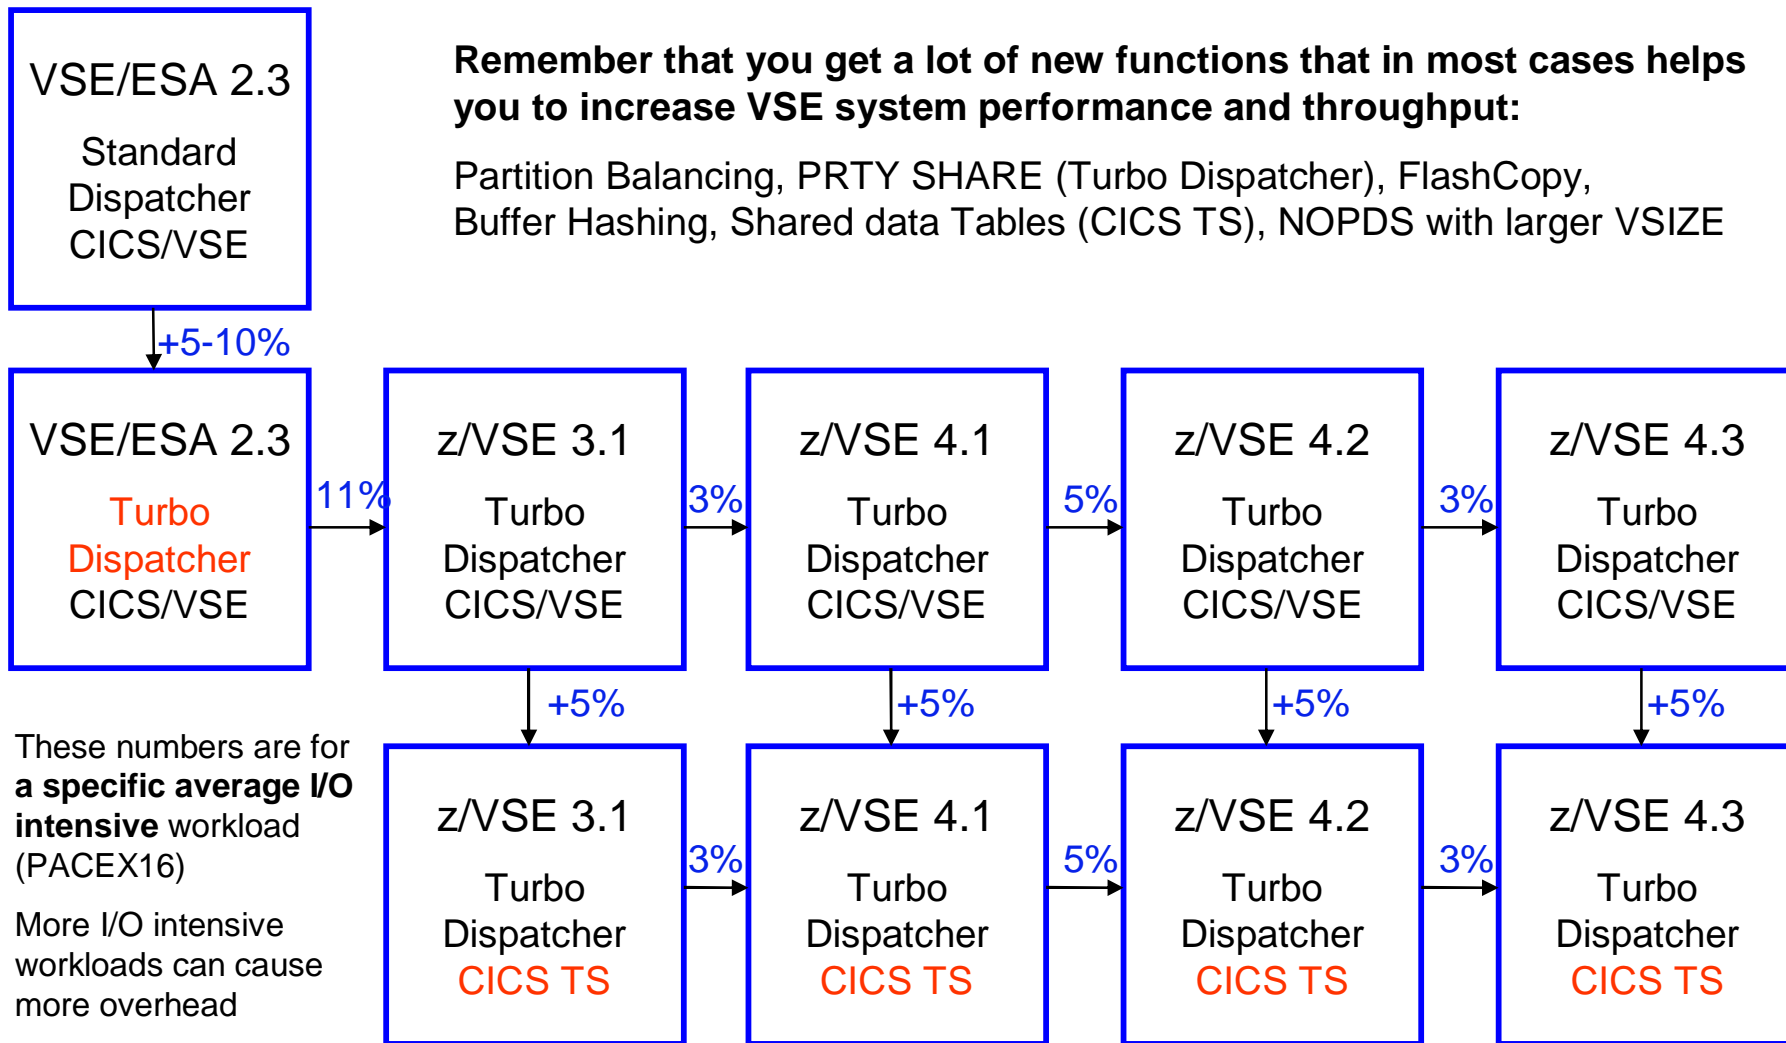 VSE/ESA 2.3
Standard
Dispatcher
CICS/VSE
Remember that you get a lot of new functions that in most cases helps
you to increase VSE system performance and throughput:
Partition Balancing, PRTY SHARE (Turbo Dispatcher), FlashCopy,
Buffer Hashing, Shared data Tables (CICS TS), NOPDS with larger VSIZE
+5-10%
VSE/ESA 2.3
Turbo
Dispatcher
CICS/VSE
11%
z/VSE 3.1
Turbo
Dispatcher
CICS/VSE
3%
z/VSE 4.1
Turbo
Dispatcher
CICS/VSE
5%
z/VSE 4.2
Turbo
Dispatcher
CICS/VSE
3%
z/VSE 4.3
Turbo
Dispatcher
CICS/VSE
+5%
+5%
+5%
+5%
These numbers are for
a specific average I/O
intensive workload
(PACEX16)
More I/O intensive
workloads can cause
more overhead
z/VSE 3.1
Turbo
Dispatcher
CICS TS
3%
z/VSE 4.1
Turbo
Dispatcher
CICS TS
5%
z/VSE 4.2
Turbo
Dispatcher
CICS TS
3%
z/VSE 4.3
Turbo
Dispatcher
CICS TS